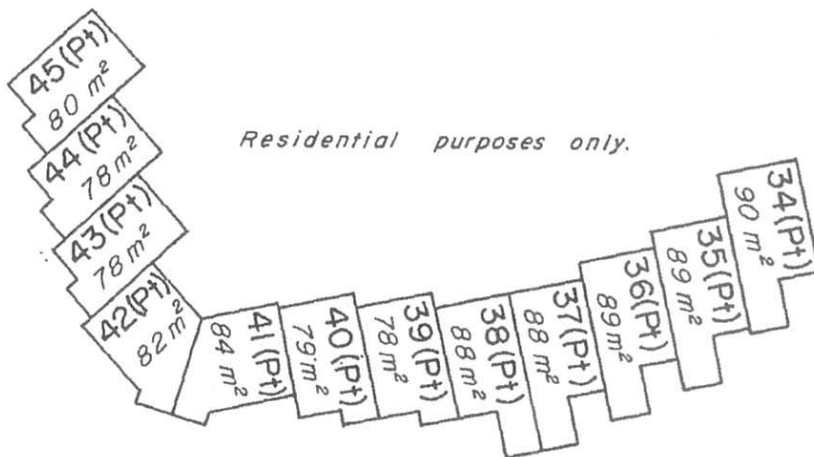 45(Pt)
80 m²
44(Pt)
78 m²
43(Pt)
78 m²
42(Pt)
82 m²
Residential purposes only.
41(Pt)
84 m²
40(Pt)
79 m²
39(Pt)
78 m²
38(Pt)
88 m²
37(Pt)
88 m²
36(Pt)
89 m²
35(Pt)
89 m²
34(Pt)
90 m²